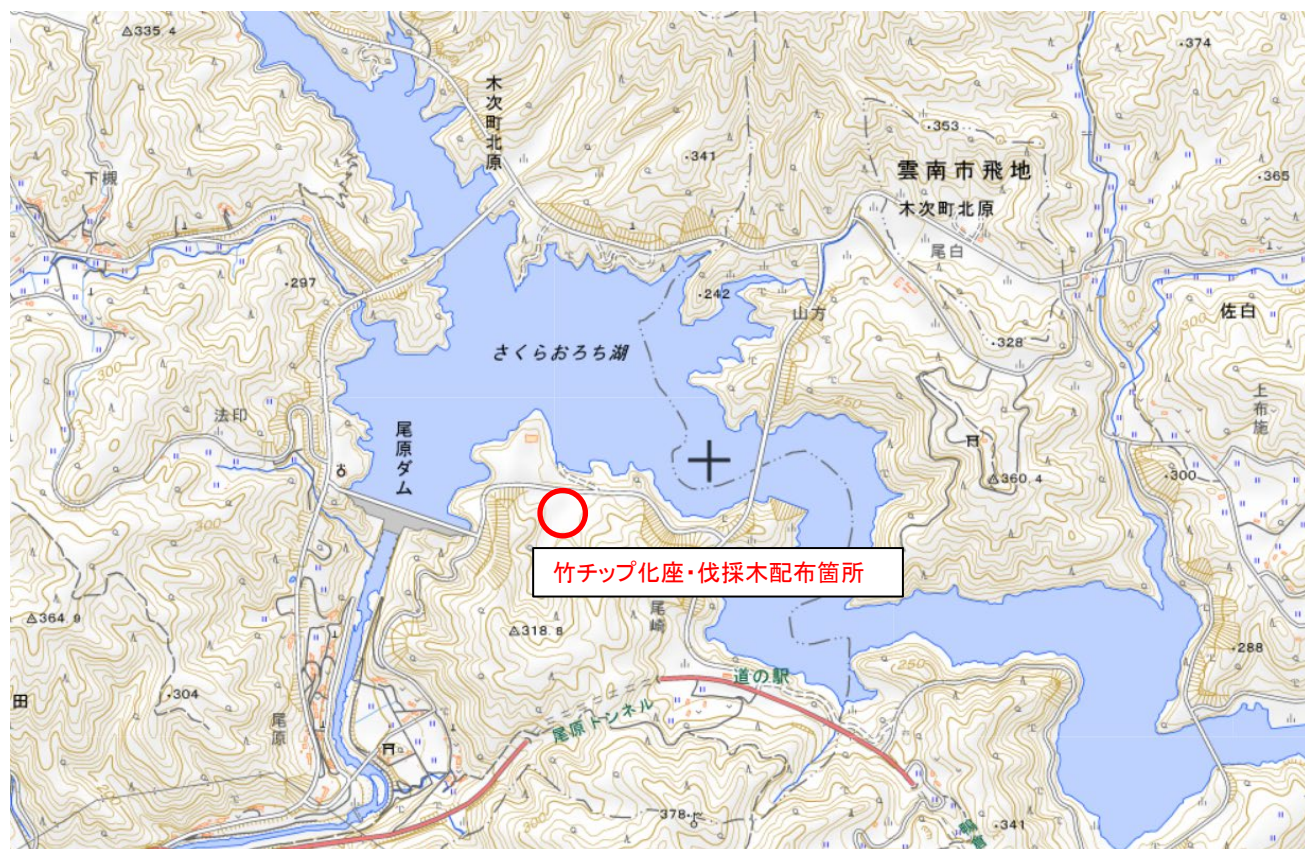 335.4
250
・374
木次町北原
・353
・341
雲南市飛地
・365
下槻
300
木次町北原
尾白
・297
・242
山方
佐白
300
さくらおろち湖
・328
300
250
上布施
法印
尾原ダム
360.4
・300
300
竹チップ化座・伐採木配布箇所
尾崎
364.9
318.8
・288
250
道の駅
田
・304
尾原
尾原トンネル
250
378
・341